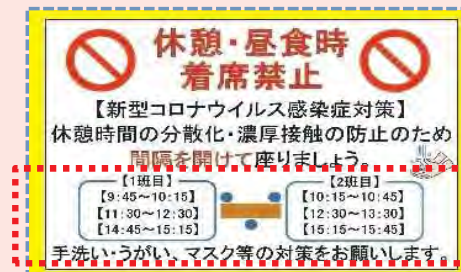 休憩・昼食時
着席禁止
【新型コロナウイルス感染症対策】
休憩時間の分散化・濃厚接触の防止のため
間隔を開けて座りましょう。
【1班目】
【9:45～10:15】
【11:30～12:30】
【14:45～15:15】
【2班目】
【10:15～10:45】
【12:30～13:30】
【15:15～15:45】
手洗い・うがい、マスク等の対策をお願いします。